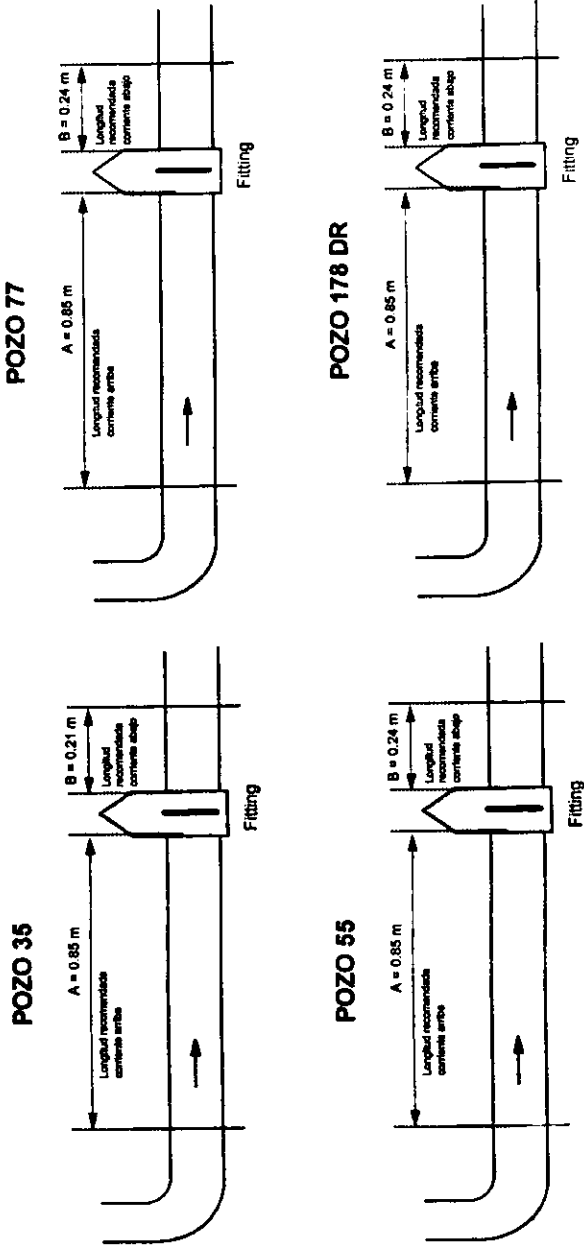 POZO 35
A = 0.85 m
Longitud recomendada
corriente arriba
B = 0.21 m
Longitud
recomendada
corriente abajo
Fitting
POZO 77
A = 0.85 m
Longitud recomendada
corriente arriba
B = 0.24 m
Longitud
recomendada
corriente abajo
Fitting
POZO 55
A = 0.85 m
Longitud recomendada
corriente arriba
B = 0.24 m
Longitud
recomendada
corriente abajo
Fitting
POZO 178 DR
A = 0.85 m
Longitud recomendada
corriente arriba
B = 0.24 m
Longitud
recomendada
corriente abajo
Fitting